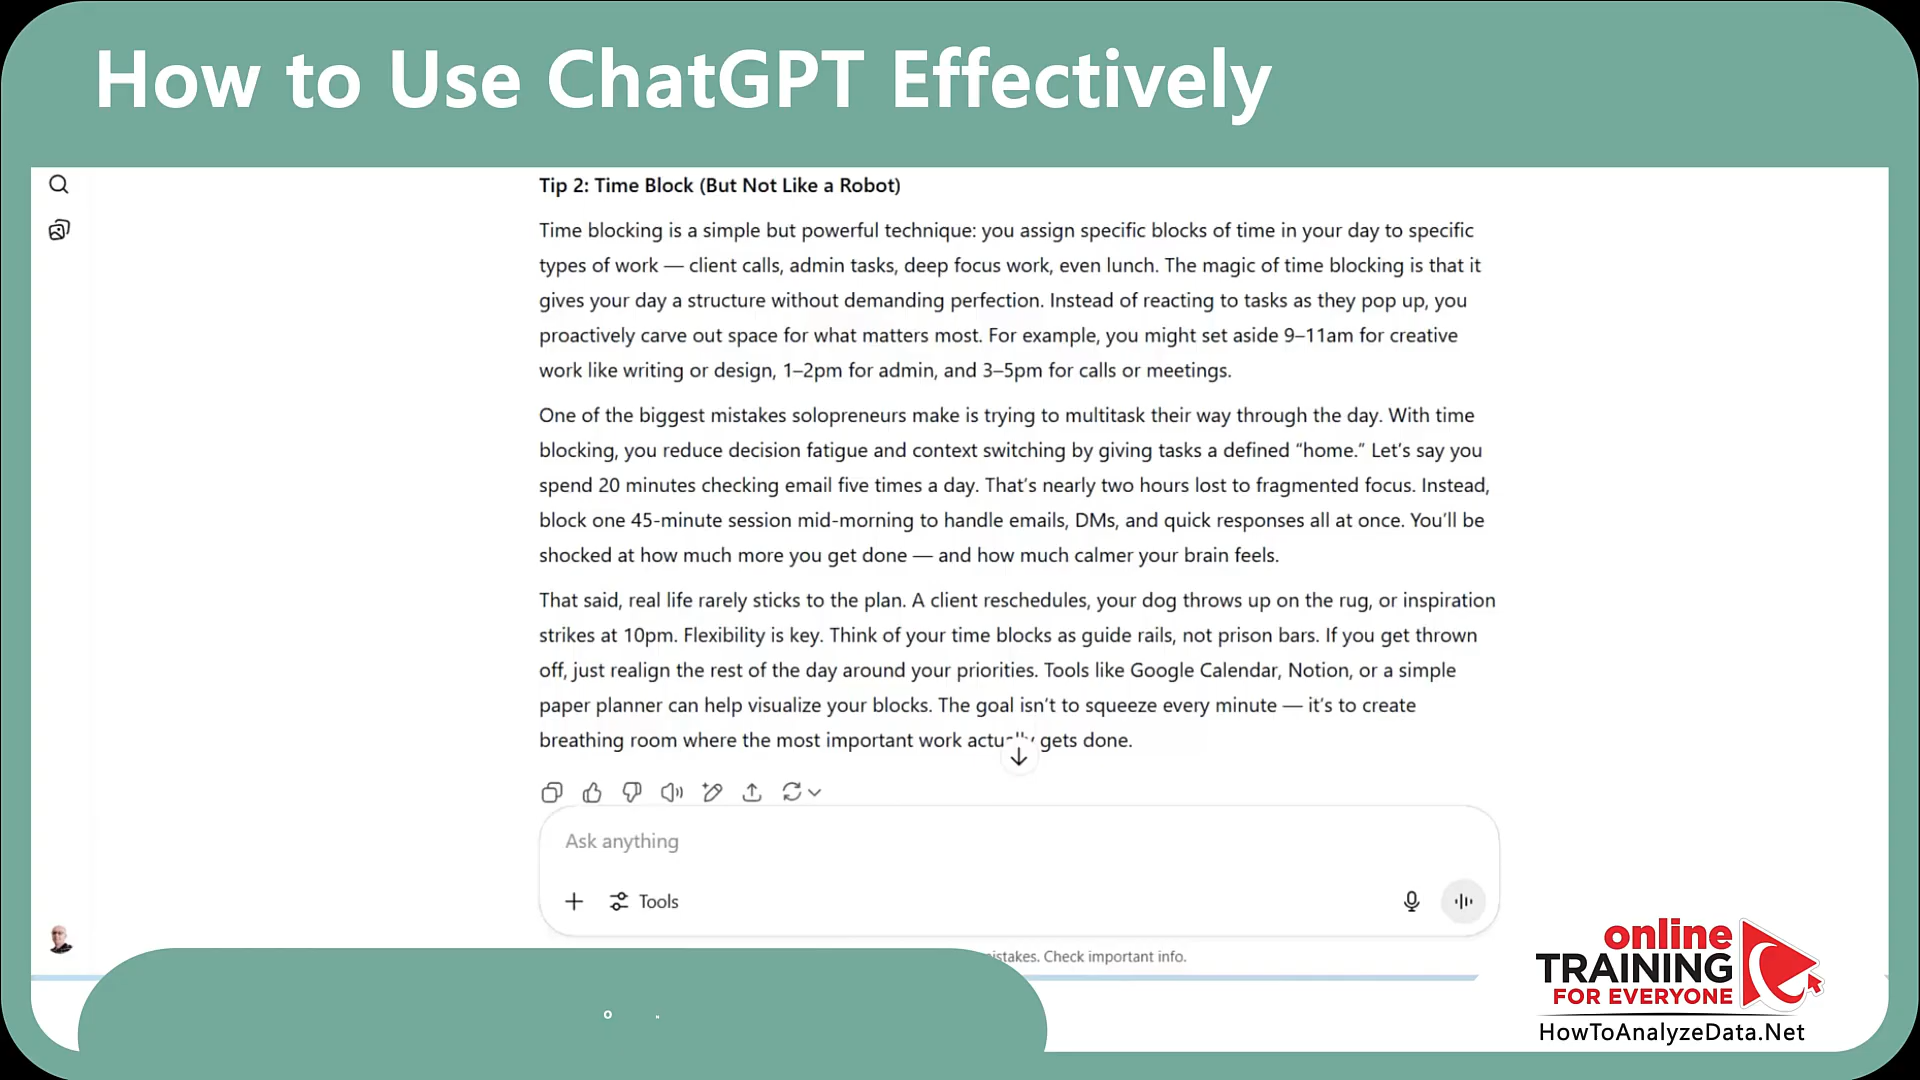 How to Use ChatGPT Effectively
Tip 2: Time Block (But Not Like a Robot)
Time blocking is a simple but powerful technique: you assign specific blocks of time in your day to specific
types of work — client calls, admin tasks, deep focus work, even lunch. The magic of time blocking is that it
gives your day a structure without demanding perfection. Instead of reacting to tasks as they pop up, you
proactively carve out space for what matters most. For example, you might set aside 9–11am for creative
work like writing or design, 1–2pm for admin, and 3–5pm for calls or meetings.
One of the biggest mistakes solopreneurs make is trying to multitask their way through the day. With time
blocking, you reduce decision fatigue and context switching by giving tasks a defined “home.” Let’s say you
spend 20 minutes checking email five times a day. That’s nearly two hours lost to fragmented focus. Instead,
block one 45-minute session mid-morning to handle emails, DMs, and quick responses all at once. You’ll be
shocked at how much more you get done — and how much calmer your brain feels.
That said, real life rarely sticks to the plan. A client reschedules, your dog throws up on the rug, or inspiration
strikes at 10pm. Flexibility is key. Think of your time blocks as guide rails, not prison bars. If you get thrown
off, just realign the rest of the day around your priorities. Tools like Google Calendar, Notion, or a simple
paper planner can help visualize your blocks. The goal isn’t to squeeze every minute — it’s to create
breathing room where the most important work actually gets done.
Ask anything
Tools
istakes. Check important info.
online
TRAINING
FOR EVERYONE
HowToAnalyzeData.Net